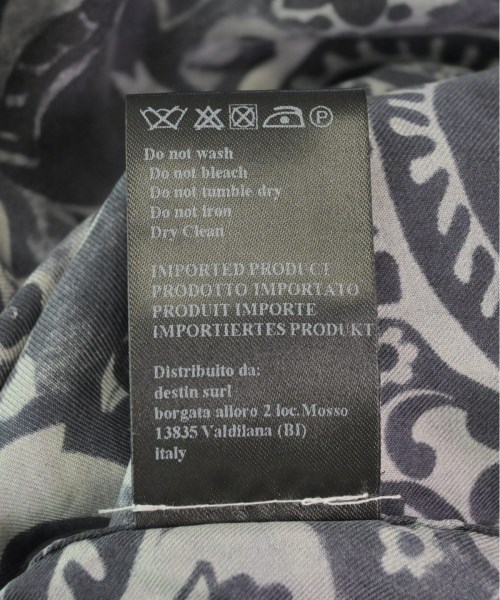 P
Do not wash
Do not bleach
Do not tumble dry
Do not iron
Dry Clean
IMPORTED PRODUCT
PRODOTTO IMPORTATO
PRODUIT IMPORTE
IMPORTIERTES PRODUKT
Distribuito da:
destin surl
borgata alloro 2 loc. Mosso
13835 Valdilana (BI)
italy